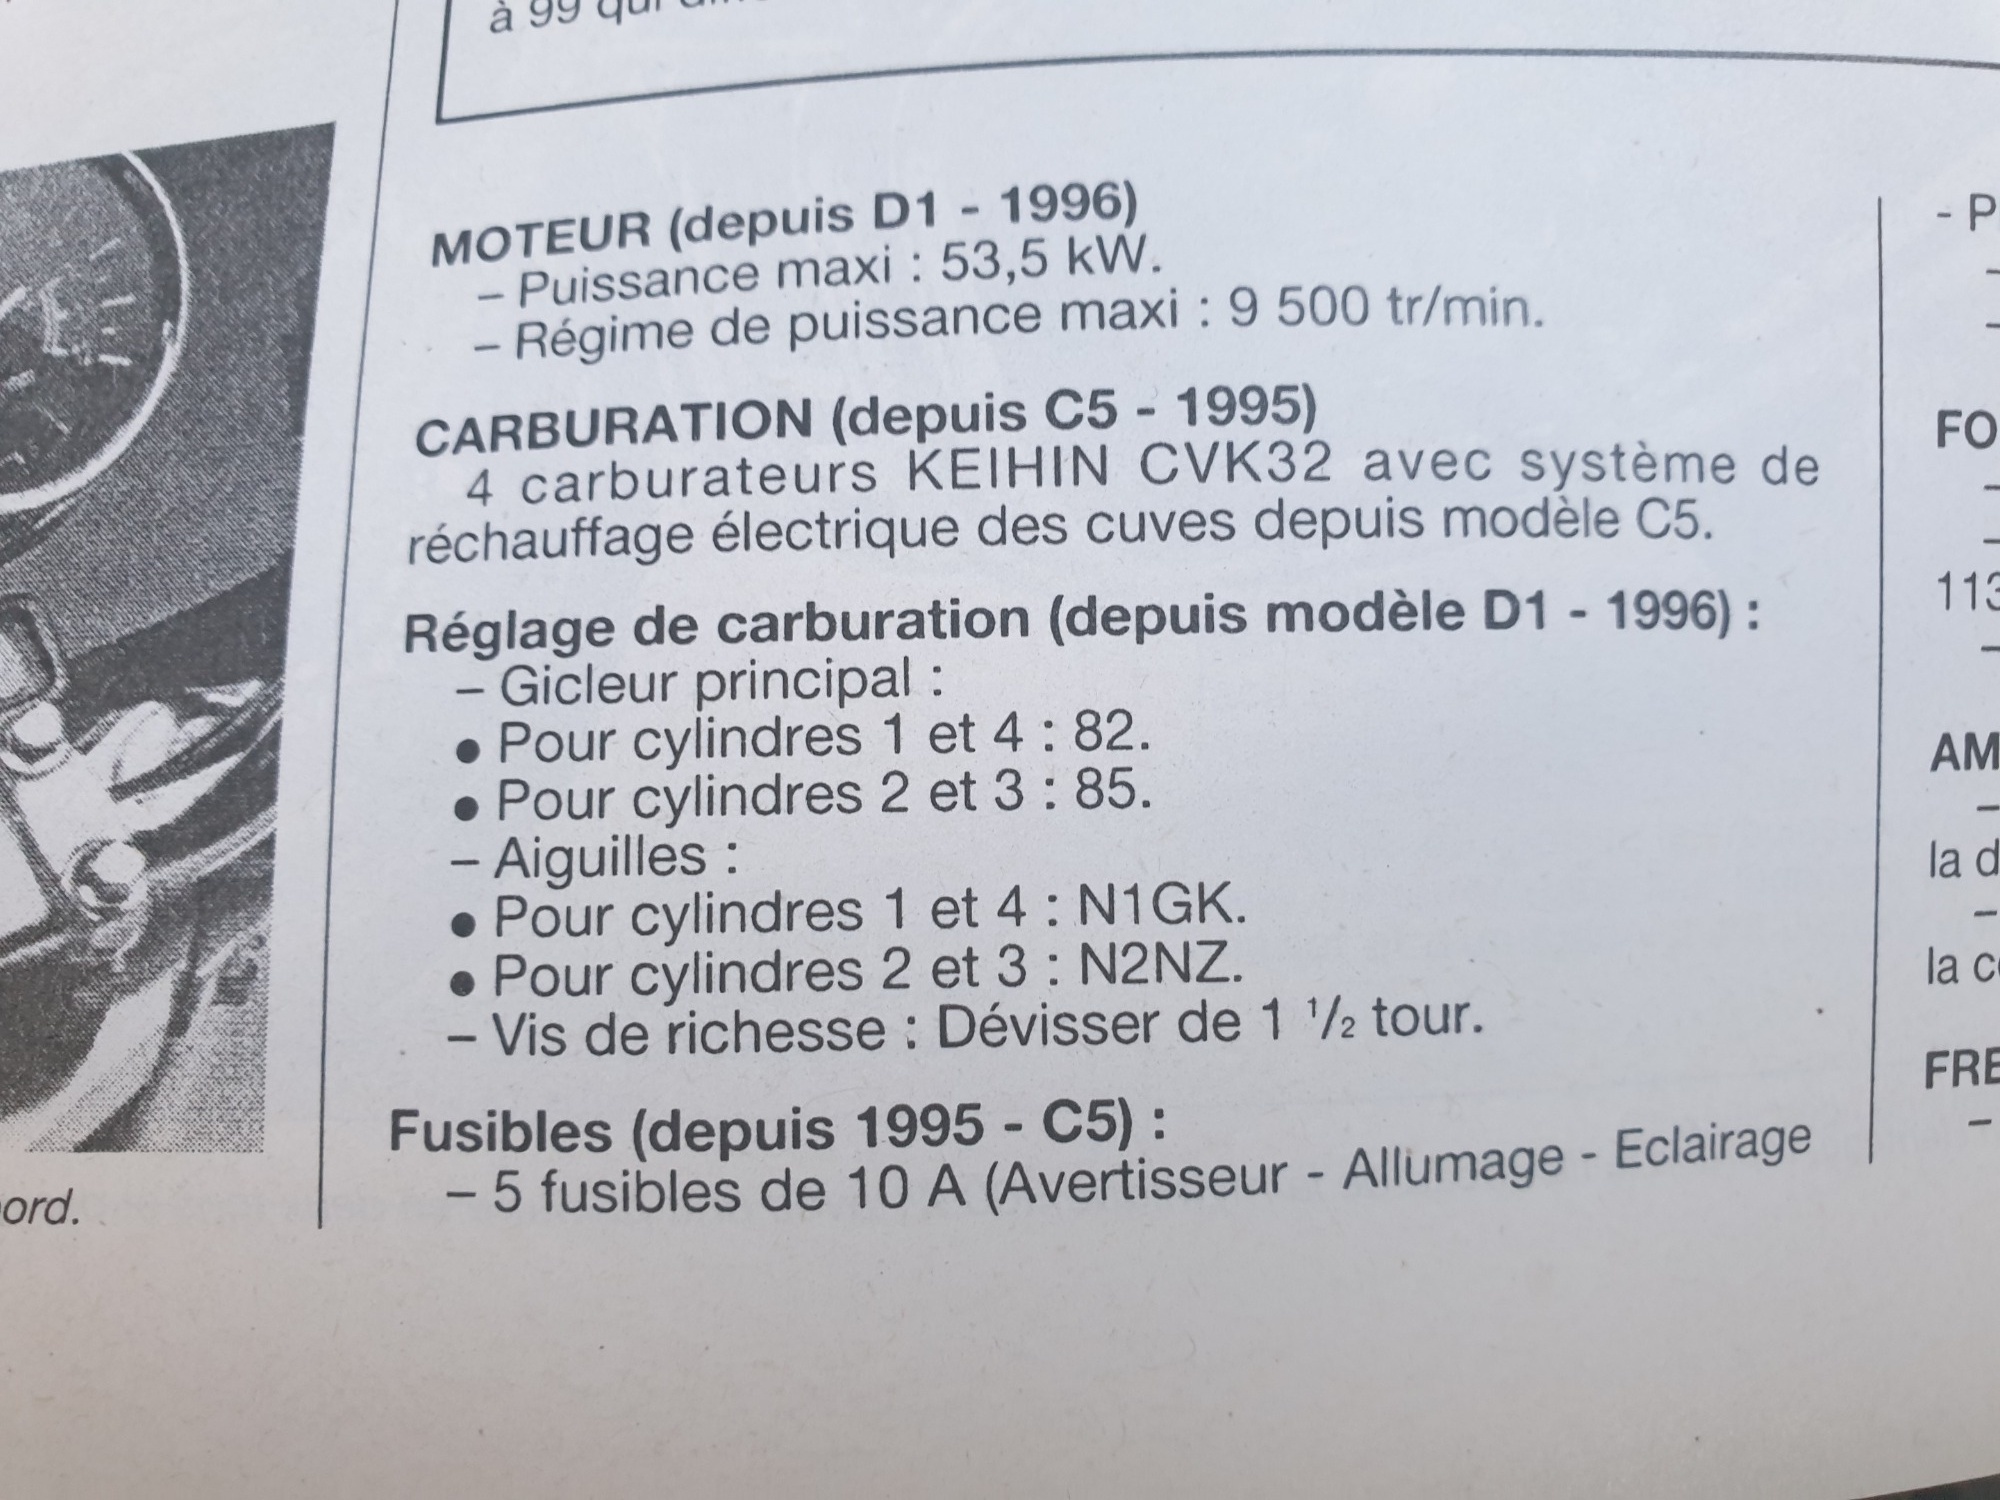 à 99 qui
MOTEUR (depuis D1 - 1996)
– Puissance maxi : 53,5 kW.
– Régime de puissance maxi : 9 500 tr/min.
CARBURATION (depuis C5 - 1995)
4 carburateurs KEIHIN CVK32 avec système de
réchauffage électrique des cuves depuis modèle C5.
Réglage de carburation (depuis modèle D1 - 1996) :
– Gicleur principal :
● Pour cylindres 1 et 4 : 82.
● Pour cylindres 2 et 3 : 85.
– Aiguilles :
● Pour cylindres 1 et 4 : N1GK.
● Pour cylindres 2 et 3 : N2NZ.
– Vis de richesse : Dévisser de 1 1/2 tour.
Fusibles (depuis 1995 - C5) :
– 5 fusibles de 10 A (Avertisseur - Allumage - Eclairage
ord.
- P
–
–
FO
–
–
113
–
AM
–
la d
–
la c
FRE
–